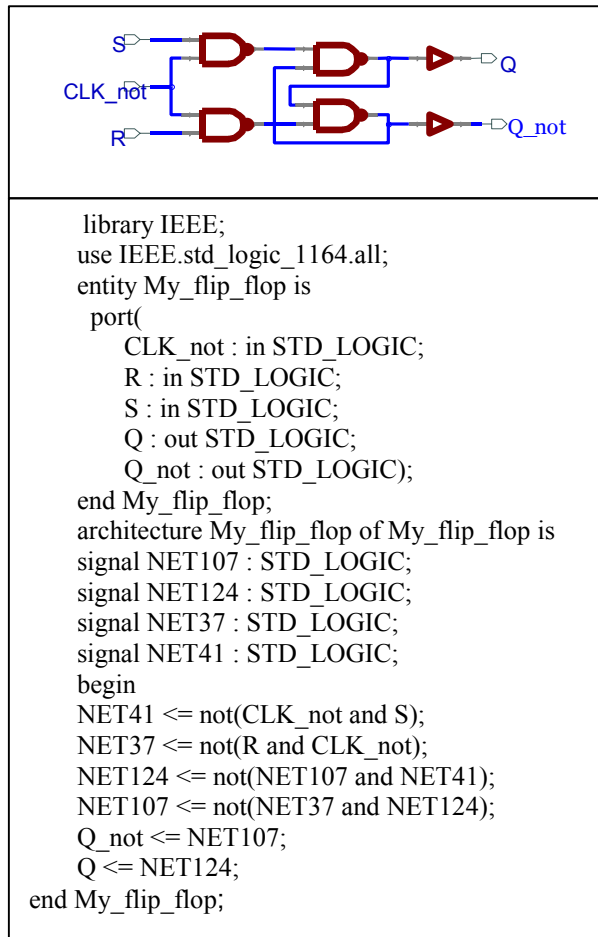 S
Q
CLK_not
R
Q_not
library IEEE;
use IEEE.std_logic_1164.all;
entity My_flip_flop is
port(
CLK_not : in STD_LOGIC;
R : in STD_LOGIC;
S : in STD_LOGIC;
Q : out STD_LOGIC;
Q_not : out STD_LOGIC);
end My_flip_flop;
architecture My_flip_flop of My_flip_flop is
signal NET107 : STD_LOGIC;
signal NET124 : STD_LOGIC;
signal NET37 : STD_LOGIC;
signal NET41 : STD_LOGIC;
begin
NET41 <= not(CLK_not and S);
NET37 <= not(R and CLK_not);
NET124 <= not(NET107 and NET41);
NET107 <= not(NET37 and NET124);
Q_not <= NET107;
Q <= NET124;
end My_flip_flop;